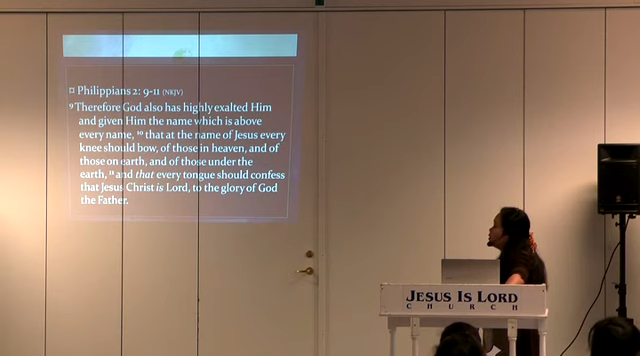 ¤ Philippians 2: 9-11 (NKJV)
9 Therefore God also has highly exalted Him
and given Him the name which is above
every name, 10 that at the name of Jesus every
knee should bow, of those in heaven, and of
those on earth, and of those under the
earth, 11 and that every tongue should confess
that Jesus Christ is Lord, to the glory of God
the Father.
JESUS IS LORD
CHURCH